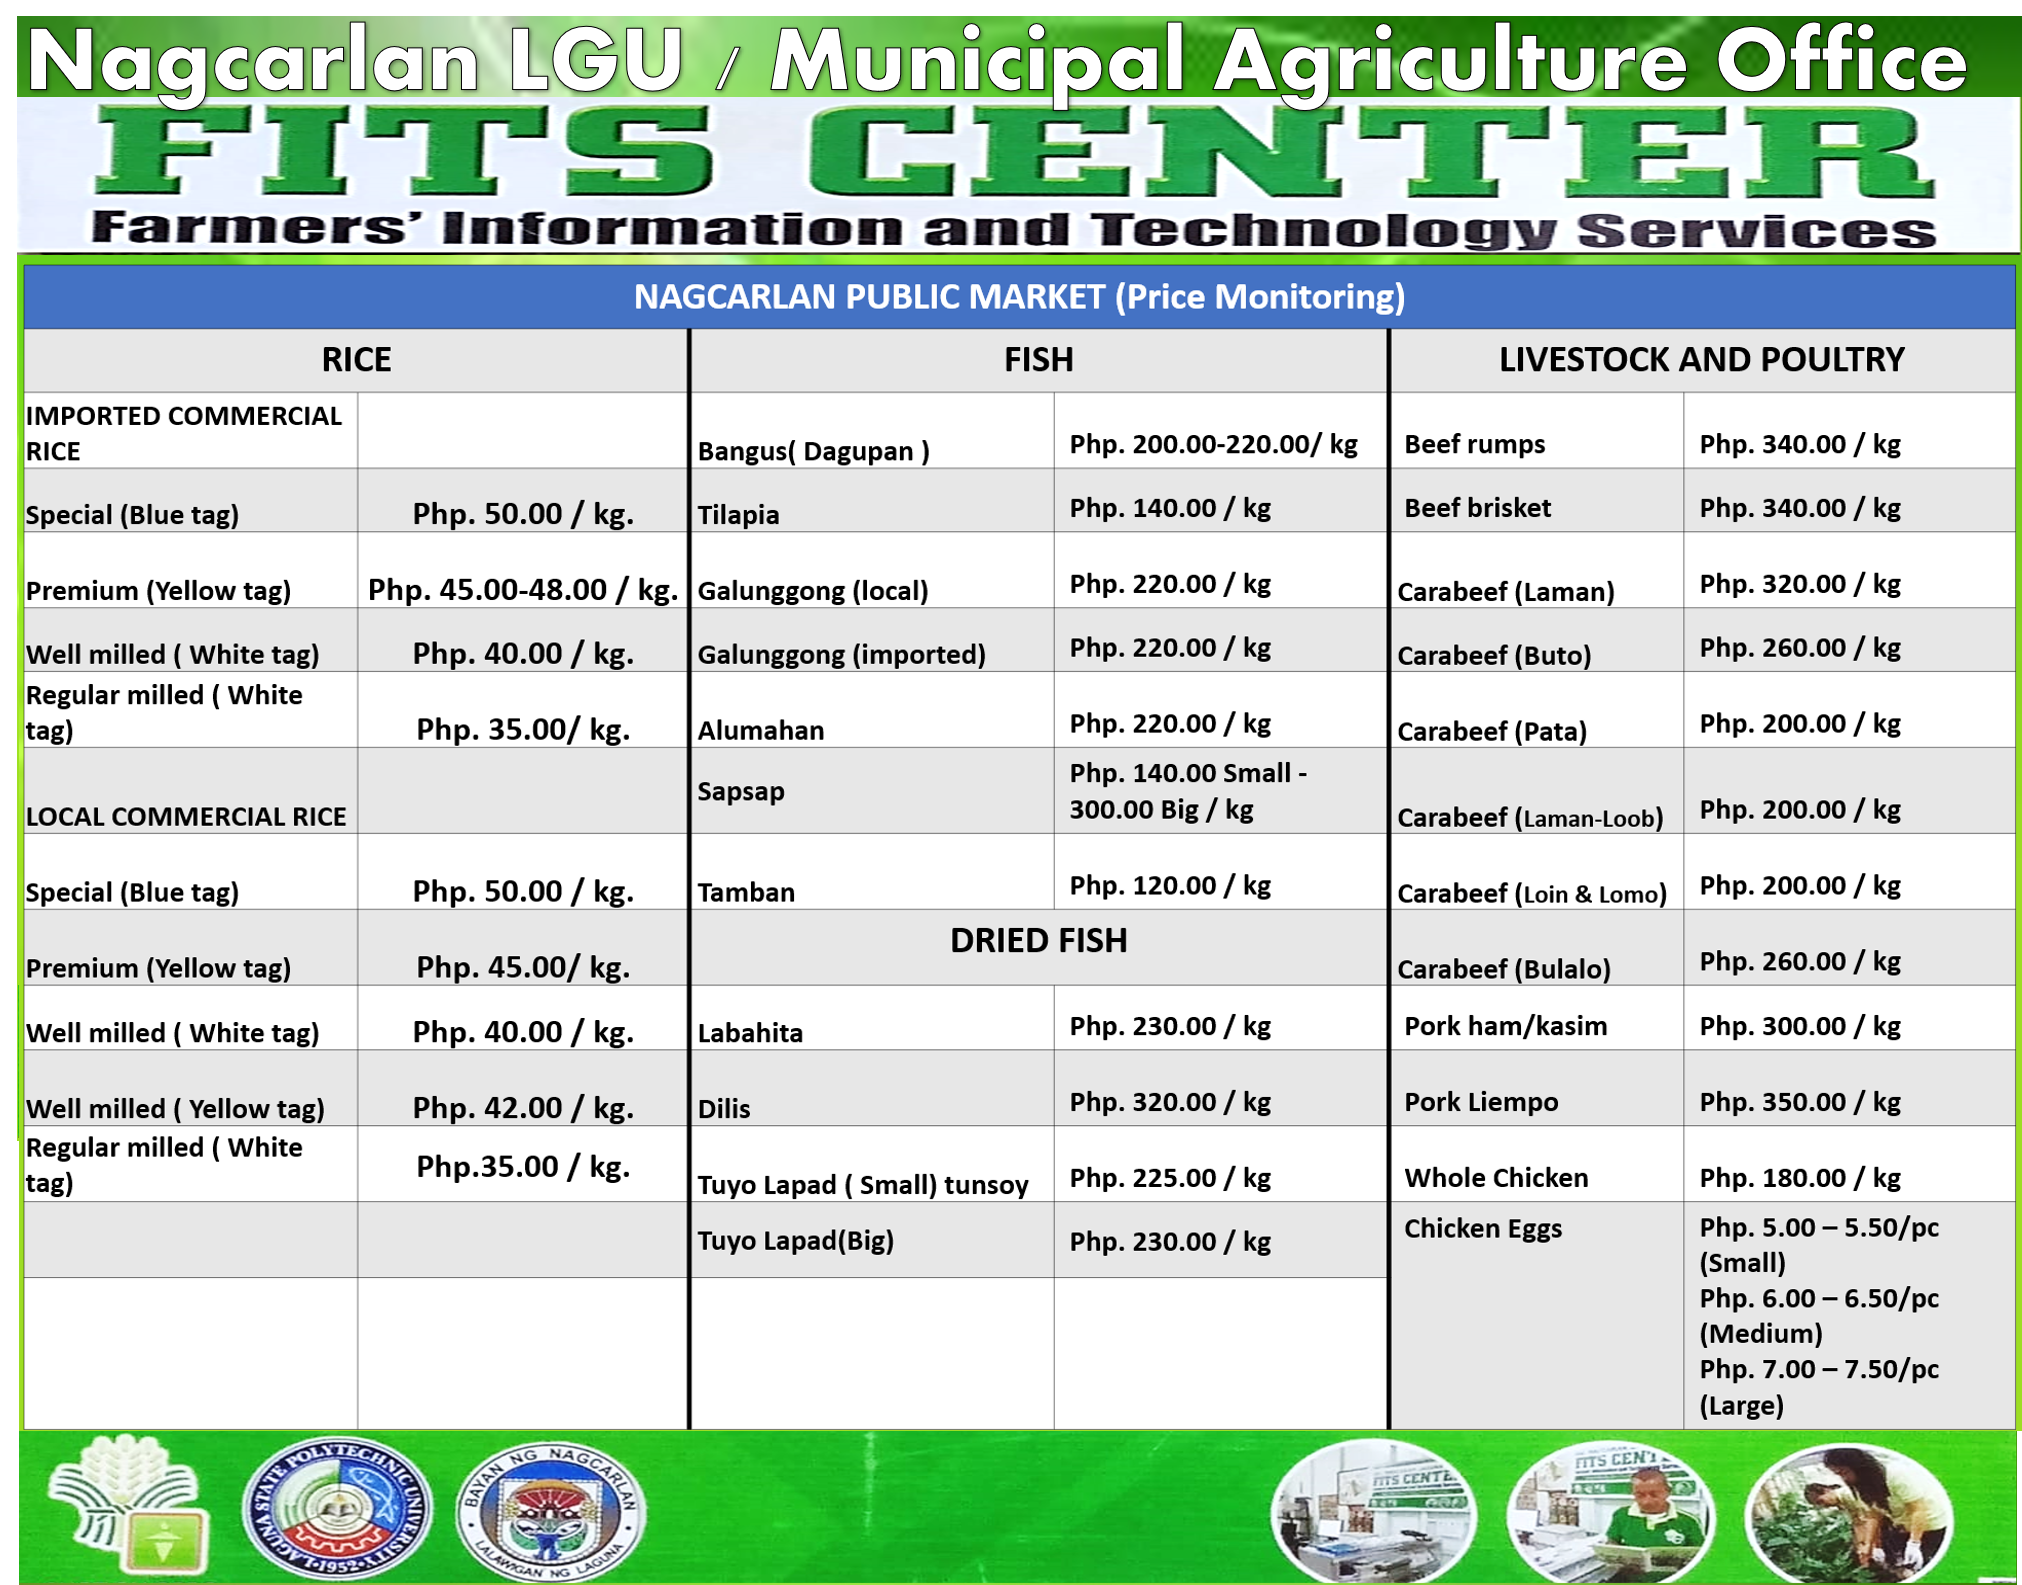 Nagcarlan LGU / Municipal Agriculture Office
FITS CENTER
Farmers' Information and Technology Services
NAGCARLAN PUBLIC MARKET (Price Monitoring)
RICE
IMPORTED COMMERCIAL
RICE
Special (Blue tag) Php. 50.00 / kg.
Premium (Yellow tag) Php. 45.00-48.00 / kg.
Well milled ( White tag) Php. 40.00 / kg.
Regular milled ( White
tag) Php. 35.00/ kg.
LOCAL COMMERCIAL RICE
Special (Blue tag) Php. 50.00 / kg.
Premium (Yellow tag) Php. 45.00/ kg.
Well milled ( White tag) Php. 40.00 / kg.
Well milled ( Yellow tag) Php. 42.00 / kg.
Regular milled ( White
tag) Php.35.00 / kg.
FISH
Bangus( Dagupan ) Php. 200.00-220.00/ kg
Tilapia Php. 140.00 / kg
Galunggong (local) Php. 220.00 / kg
Galunggong (imported) Php. 220.00 / kg
Alumahan Php. 220.00 / kg
Sapsap Php. 140.00 Small -
300.00 Big / kg
Tamban Php. 120.00 / kg
DRIED FISH
Labahita Php. 230.00 / kg
Dilis Php. 320.00 / kg
Tuyo Lapad ( Small) tunsoy Php. 225.00 / kg
Tuyo Lapad(Big) Php. 230.00 / kg
LIVESTOCK AND POULTRY
Beef rumps Php. 340.00 / kg
Beef brisket Php. 340.00 / kg
Carabeef (Laman) Php. 320.00 / kg
Carabeef (Buto) Php. 260.00 / kg
Carabeef (Pata) Php. 200.00 / kg
Carabeef (Laman-Loob) Php. 200.00 / kg
Carabeef (Loin & Lomo) Php. 200.00 / kg
Carabeef (Bulalo) Php. 260.00 / kg
Pork ham/kasim Php. 300.00 / kg
Pork Liempo Php. 350.00 / kg
Whole Chicken Php. 180.00 / kg
Chicken Eggs Php. 5.00 – 5.50/pc
(Small)
Php. 6.00 – 6.50/pc
(Medium)
Php. 7.00 – 7.50/pc
(Large)
LAGUNA STATE POLYTECHNIC UNIVERSITY
1952
BAYAN NG NAGCARLAN
LALAWIGAN NG LAGUNA
FITS CENTE
FITS CENT